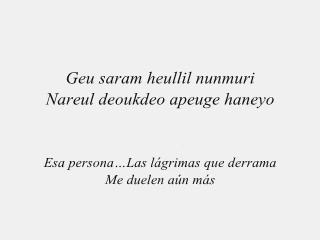 Geu saram heullil nunmuri
Nareul deoukdeo apeuge haneyo
Esa persona…Las lágrimas que derrama
Me duelen aún más